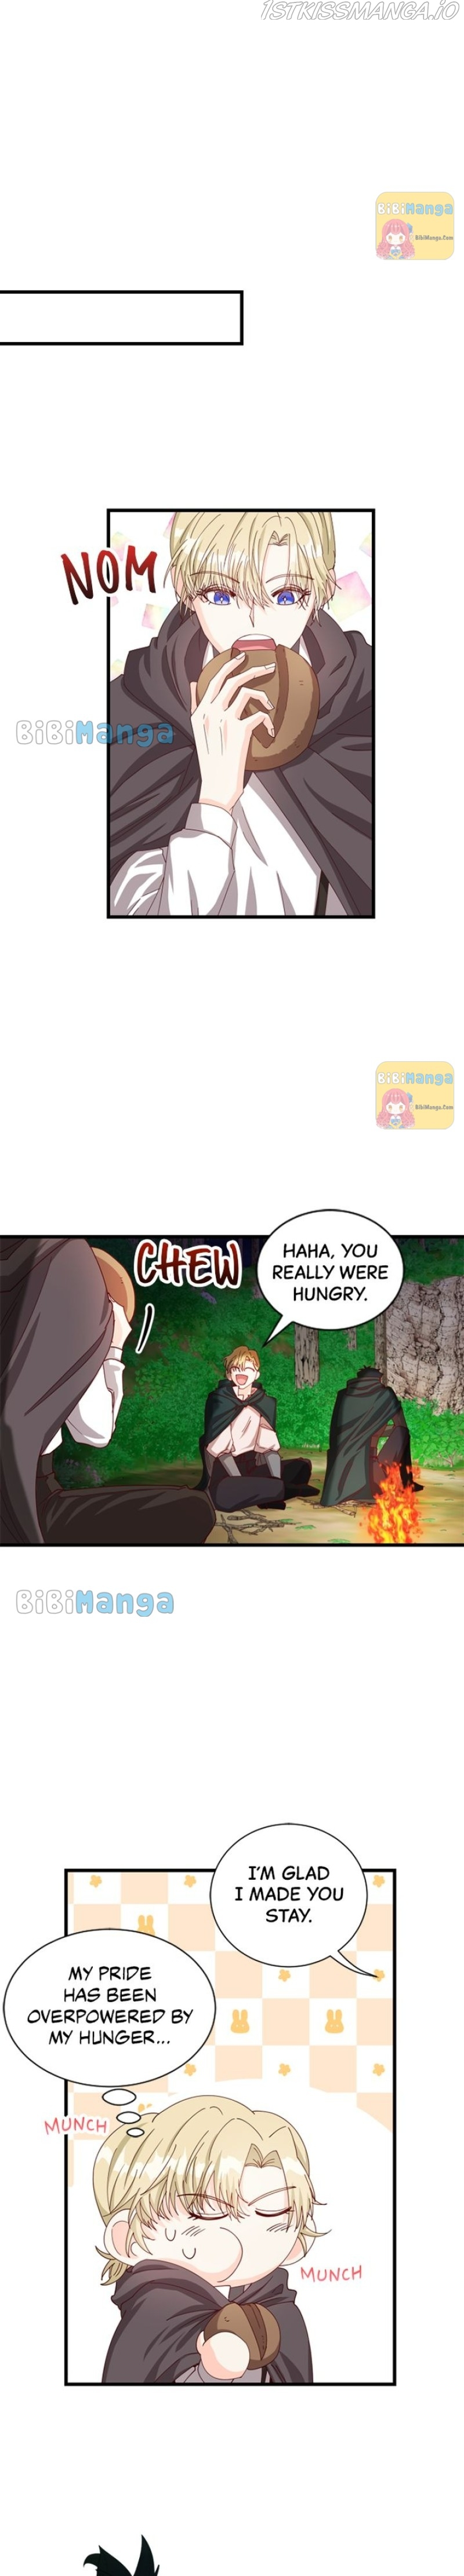 1STKISSMANGA.iO
BiBiManga
BibiManga.Com
NOM
BiBiManga
BiBiManga
BibiManga.Com
CHEW
HAHA, YOU
REALLY WERE
HUNGRY.
BiBiManga
I'M GLAD
I MADE YOU
STAY.
MY PRIDE
HAS BEEN
OVERPOWERED BY
MY HUNGER...
MUNCH
MUNCH